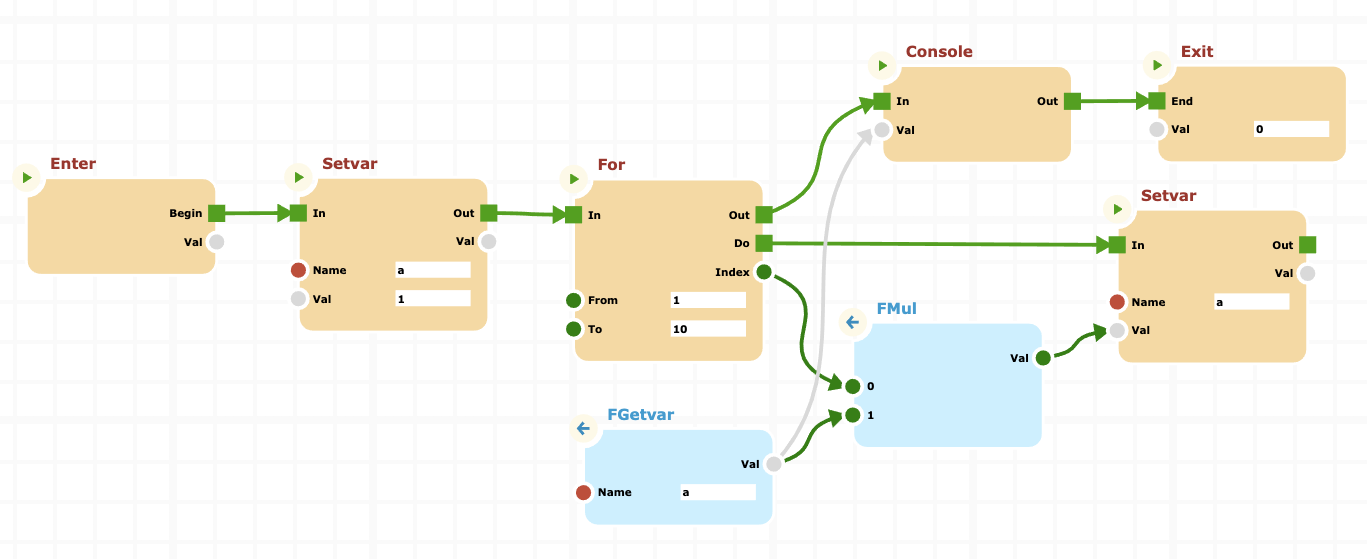 Enter
Begin
Val
Setvar
In
Out
Val
Name a
Val 1
For
In
Out
Do
Index
From 1
To 10
Console
In
Out
Val
Exit
End
Val 0
Setvar
In
Out
Val
Name a
Val
FMul
Val
0
1
FGetvar
Val
Name a